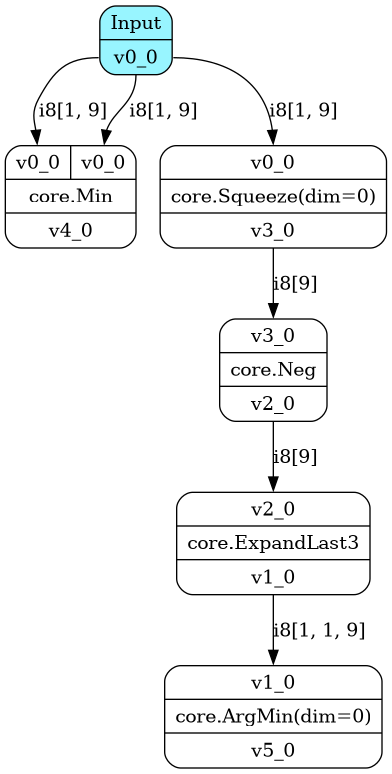 Input
v0_0
i8[1, 9]
i8[1, 9]
i8[1, 9]
v0_0
v0_0
core.Min
v4_0
v0_0
core.Squeeze(dim=0)
v3_0
i8[9]
v3_0
core.Neg
v2_0
i8[9]
v2_0
core.ExpandLast3
v1_0
i8[1, 1, 9]
v1_0
core.ArgMin(dim=0)
v5_0